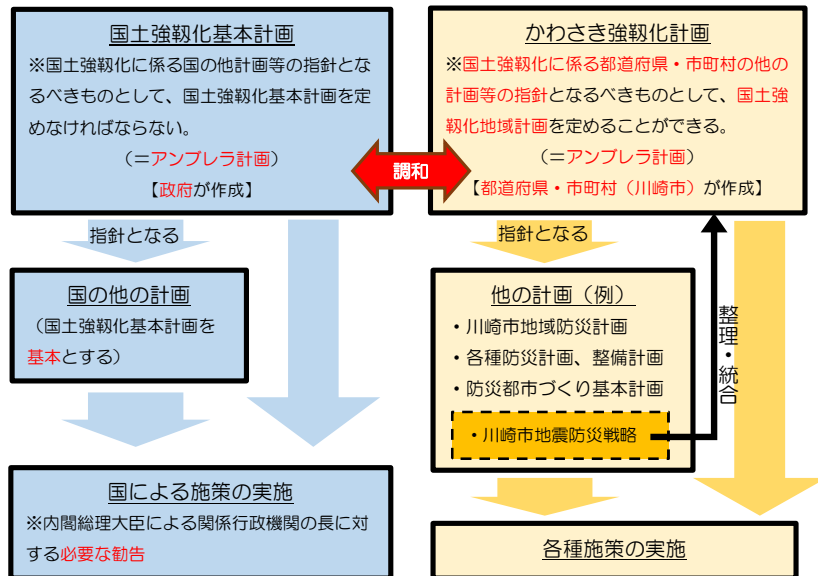 国土強靱化基本計画
※国土強靱化に係る国の他計画等の指針とな
るべきものとして、国土強靱化基本計画を定
めなければならない。
（＝アンブレラ計画）
【政府が作成】
調和
かわさき強靱化計画
※国土強靱化に係る都道府県・市町村の他の
計画等の指針となるべきものとして、国土強
靱化地域計画を定めることができる。
（＝アンブレラ計画）
【都道府県・市町村（川崎市）が作成】
指針となる
指針となる
国の他の計画
（国土強靱化基本計画を
基本とする）
他の計画（例）
・川崎市地域防災計画
・各種防災計画、整備計画
・防災都市づくり基本計画
・川崎市地震防災戦略
整理・統合
国による施策の実施
※内閣総理大臣による関係行政機関の長に対
する必要な勧告
各種施策の実施